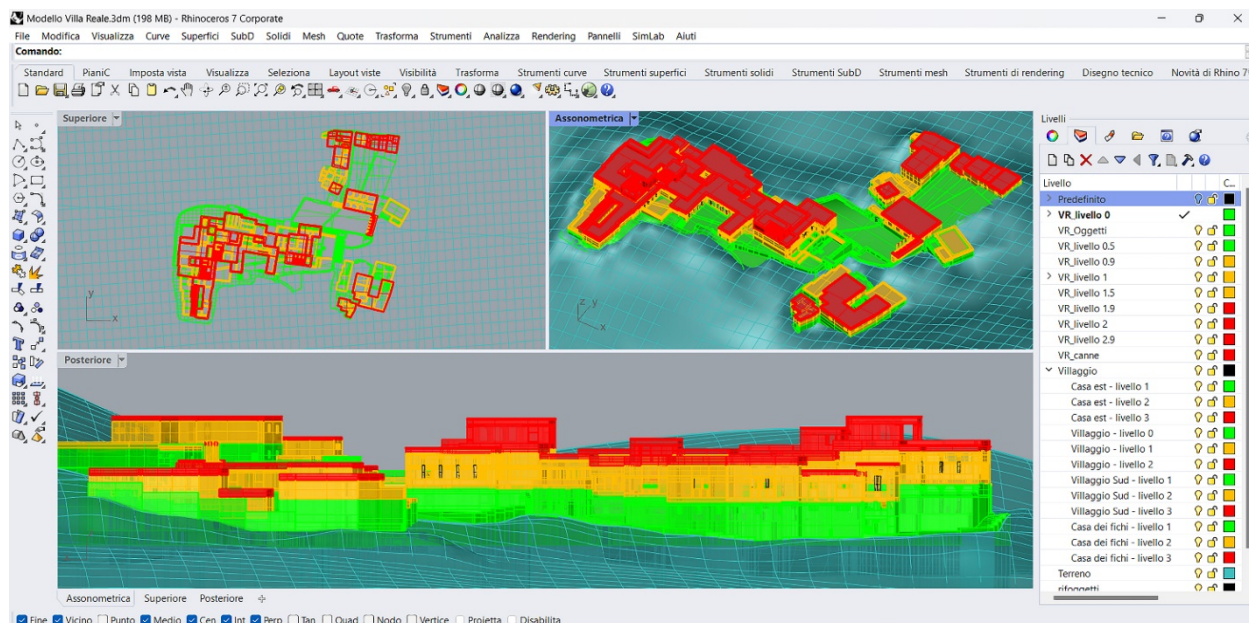 Modello Villa Reale.3dm (198 MB) - Rhinoceros 7 Corporate
File Modifica Visualizza Curve Superfici SubD Solidi Mesh Quote Trasforma Strumenti Analizza Rendering Pannelli SimLab Aiuti
Comando:
Standard PianiC Imposta vista Visualizza Seleziona Layout viste Visibilità Trasforma Strumenti curve Strumenti superfici Strumenti solidi Strumenti SubD Strumenti mesh Strumenti di rendering Disegno tecnico Novità di Rhino 7
Superiore
y
x
Assonometrica
z y
x
Posteriore
Livelli
Livello C...
Predefinito
VR_livello 0
VR_Oggetti
VR_livello 0.5
VR_livello 0.9
VR_livello 1
VR_livello 1.5
VR_livello 1.9
VR_livello 2
VR_livello 2.9
VR_canne
Villaggio
Casa est - livello 1
Casa est - livello 2
Casa est - livello 3
Villaggio - livello 0
Villaggio - livello 1
Villaggio - livello 2
Villaggio Sud - livello 1
Villaggio Sud - livello 2
Villaggio Sud - livello 3
Casa dei fichi - livello 1
Casa dei fichi - livello 2
Casa dei fichi - livello 3
Terreno
rifoggetti
Assonometrica Superiore Posteriore
Fine Vicino Punto Medio Cen Int Perp Tan Quad Nodo Vertice Proietta Disabilita